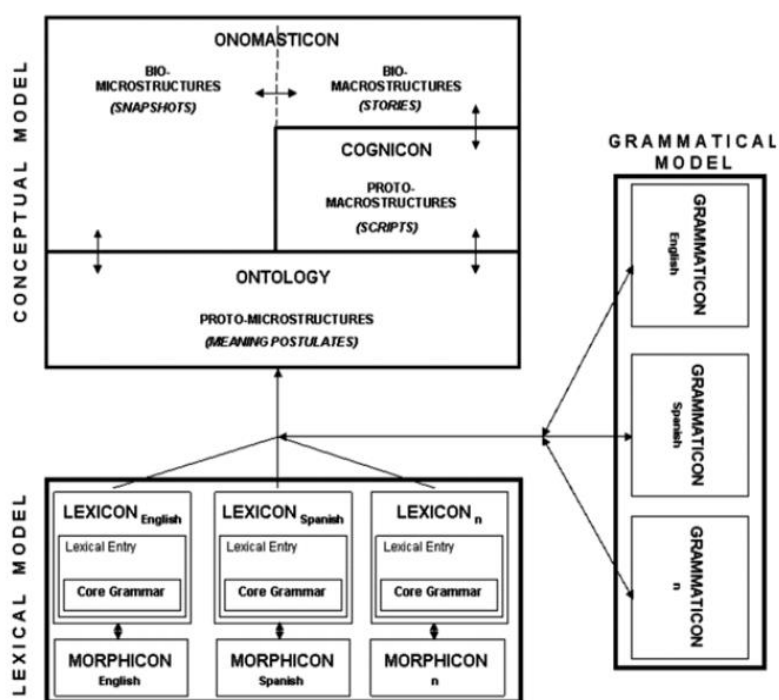 CONCEPTUAL MODEL
ONOMASTICON
BIO-
MICROSTRUCTURES
(SNAPSHOTS)
BIO-
MACROSTRUCTURES
(STORIES)
COGNICON
PROTO-
MACROSTRUCTURES
(SCRIPTS)
ONTOLOGY
PROTO-MICROSTRUCTURES
(MEANING POSTULATES)
GRAMMATICAL
MODEL
GRAMMATICON
English
GRAMMATICON
Spanish
GRAMMATICON
n
LEXICAL MODEL
LEXICON English
Lexical Entry
Core Grammar
MORPHICON
English
LEXICON Spanish
Lexical Entry
Core Grammar
MORPHICON
Spanish
LEXICON n
Lexical Entry
Core Grammar
MORPHICON
n